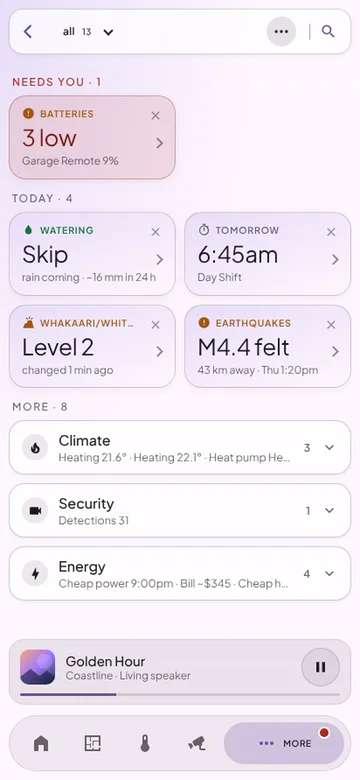 all 13
NEEDS YOU · 1
BATTERIES
3 low
Garage Remote 9%
TODAY · 4
WATERING
Skip
rain coming · ~16 mm in 24 h
TOMORROW
6:45am
Day Shift
WHAKAARI/WHIT...
Level 2
changed 1 min ago
EARTHQUAKES
M4.4 felt
43 km away · Thu 1:20pm
MORE · 8
Climate
Heating 21.6° · Heating 22.1° · Heat pump He...
3
Security
Detections 31
1
Energy
Cheap power 9:00pm · Bill ~$345 · Cheap h...
4
Golden Hour
Coastline · Living speaker
MORE